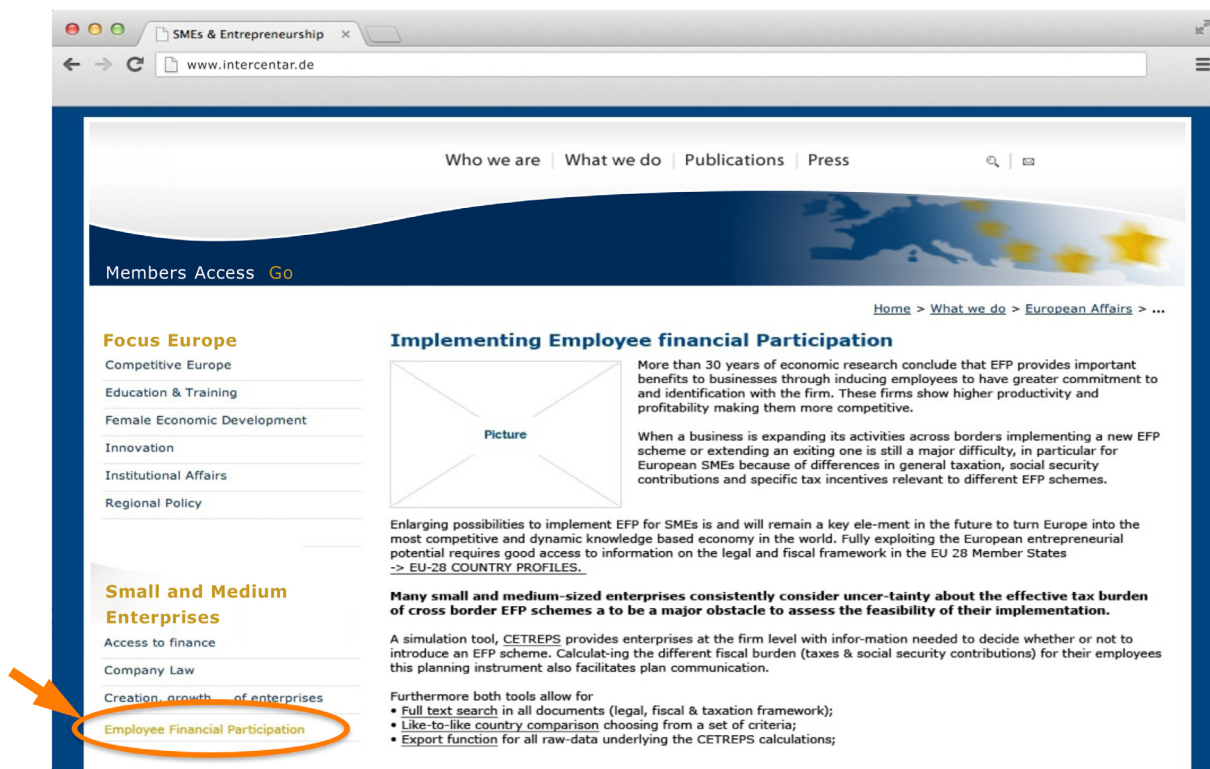 SMEs & Entrepreneurship
www.intercentar.de
Who we are | What we do | Publications | Press
Members Access Go
Home > What we do > European Affairs > ...
Focus Europe
Competitive Europe
Education & Training
Female Economic Development
Innovation
Institutional Affairs
Regional Policy
Small and Medium
Enterprises
Access to finance
Company Law
Creation, growth ... of enterprises
Employee Financial Participation
Implementing Employee financial Participation
Picture
More than 30 years of economic research conclude that EFP provides important
benefits to businesses through inducing employees to have greater commitment to
and identification with the firm. These firms show higher productivity and
profitability making them more competitive.
When a business is expanding its activities across borders implementing a new EFP
scheme or extending an exiting one is still a major difficulty, in particular for
European SMEs because of differences in general taxation, social security
contributions and specific tax incentives relevant to different EFP schemes.
Enlarging possibilities to implement EFP for SMEs is and will remain a key ele-ment in the future to turn Europe into the
most competitive and dynamic knowledge based economy in the world. Fully exploiting the European entrepreneurial
potential requires good access to information on the legal and fiscal framework in the EU 28 Member States
-> EU-28 COUNTRY PROFILES.
Many small and medium-sized enterprises consistently consider uncer-tainty about the effective tax burden
of cross border EFP schemes a to be a major obstacle to assess the feasibility of their implementation.
A simulation tool, CETREPS provides enterprises at the firm level with infor-mation needed to decide whether or not to
introduce an EFP scheme. Calculat-ing the different fiscal burden (taxes & social security contributions) for their employees
this planning instrument also facilitates plan communication.
Furthermore both tools allow for
• Full text search in all documents (legal, fiscal & taxation framework);
• Like-to-like country comparison choosing from a set of criteria;
• Export function for all raw-data underlying the CETREPS calculations;